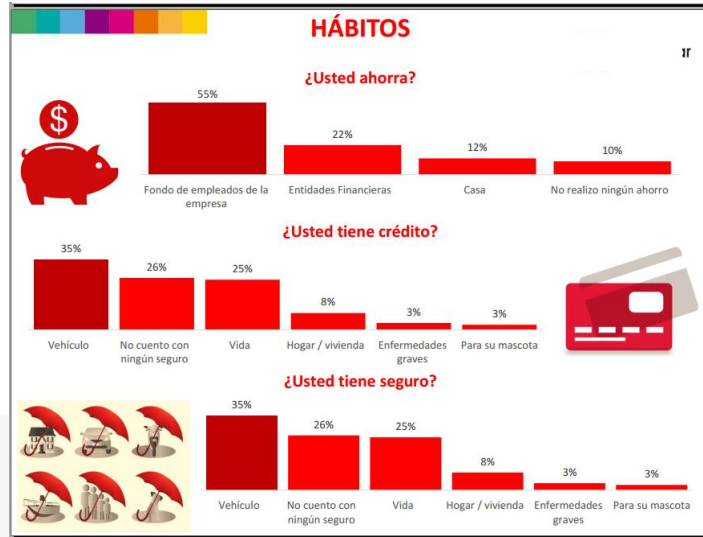 HÁBITOS
ar
¿Usted ahorra?
$
55%
22%
12%
10%
Fondo de empleados de la
empresa
Entidades Financieras
Casa
No realizo ningún ahorro
¿Usted tiene crédito?
35%
26%
25%
8%
3%
3%
Vehículo
No cuento con
ningún seguro
Vida
Hogar / vivienda
Enfermedades
graves
Para su mascota
¿Usted tiene seguro?
35%
26%
25%
8%
3%
3%
Vehículo
No cuento con
ningún seguro
Vida
Hogar / vivienda
Enfermedades
graves
Para su mascota